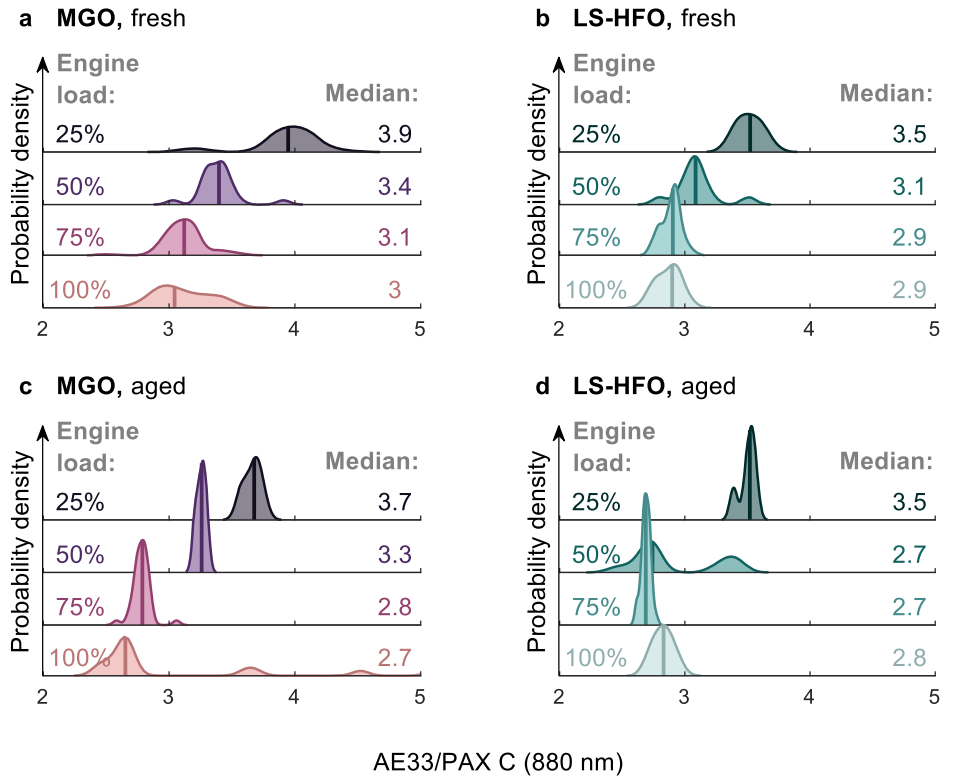 a MGO, fresh
Probability density
Engine
load:
Median:
25% 3.9
50% 3.4
75% 3.1
100% 3
2 3 4 5
b LS-HFO, fresh
Probability density
Engine
load:
Median:
25% 3.5
50% 3.1
75% 2.9
100% 2.9
2 3 4 5
c MGO, aged
Probability density
Engine
load:
Median:
25% 3.7
50% 3.3
75% 2.8
100% 2.7
2 3 4 5
d LS-HFO, aged
Probability density
Engine
load:
Median:
25% 3.5
50% 2.7
75% 2.7
100% 2.8
2 3 4 5
AE33/PAX C (880 nm)